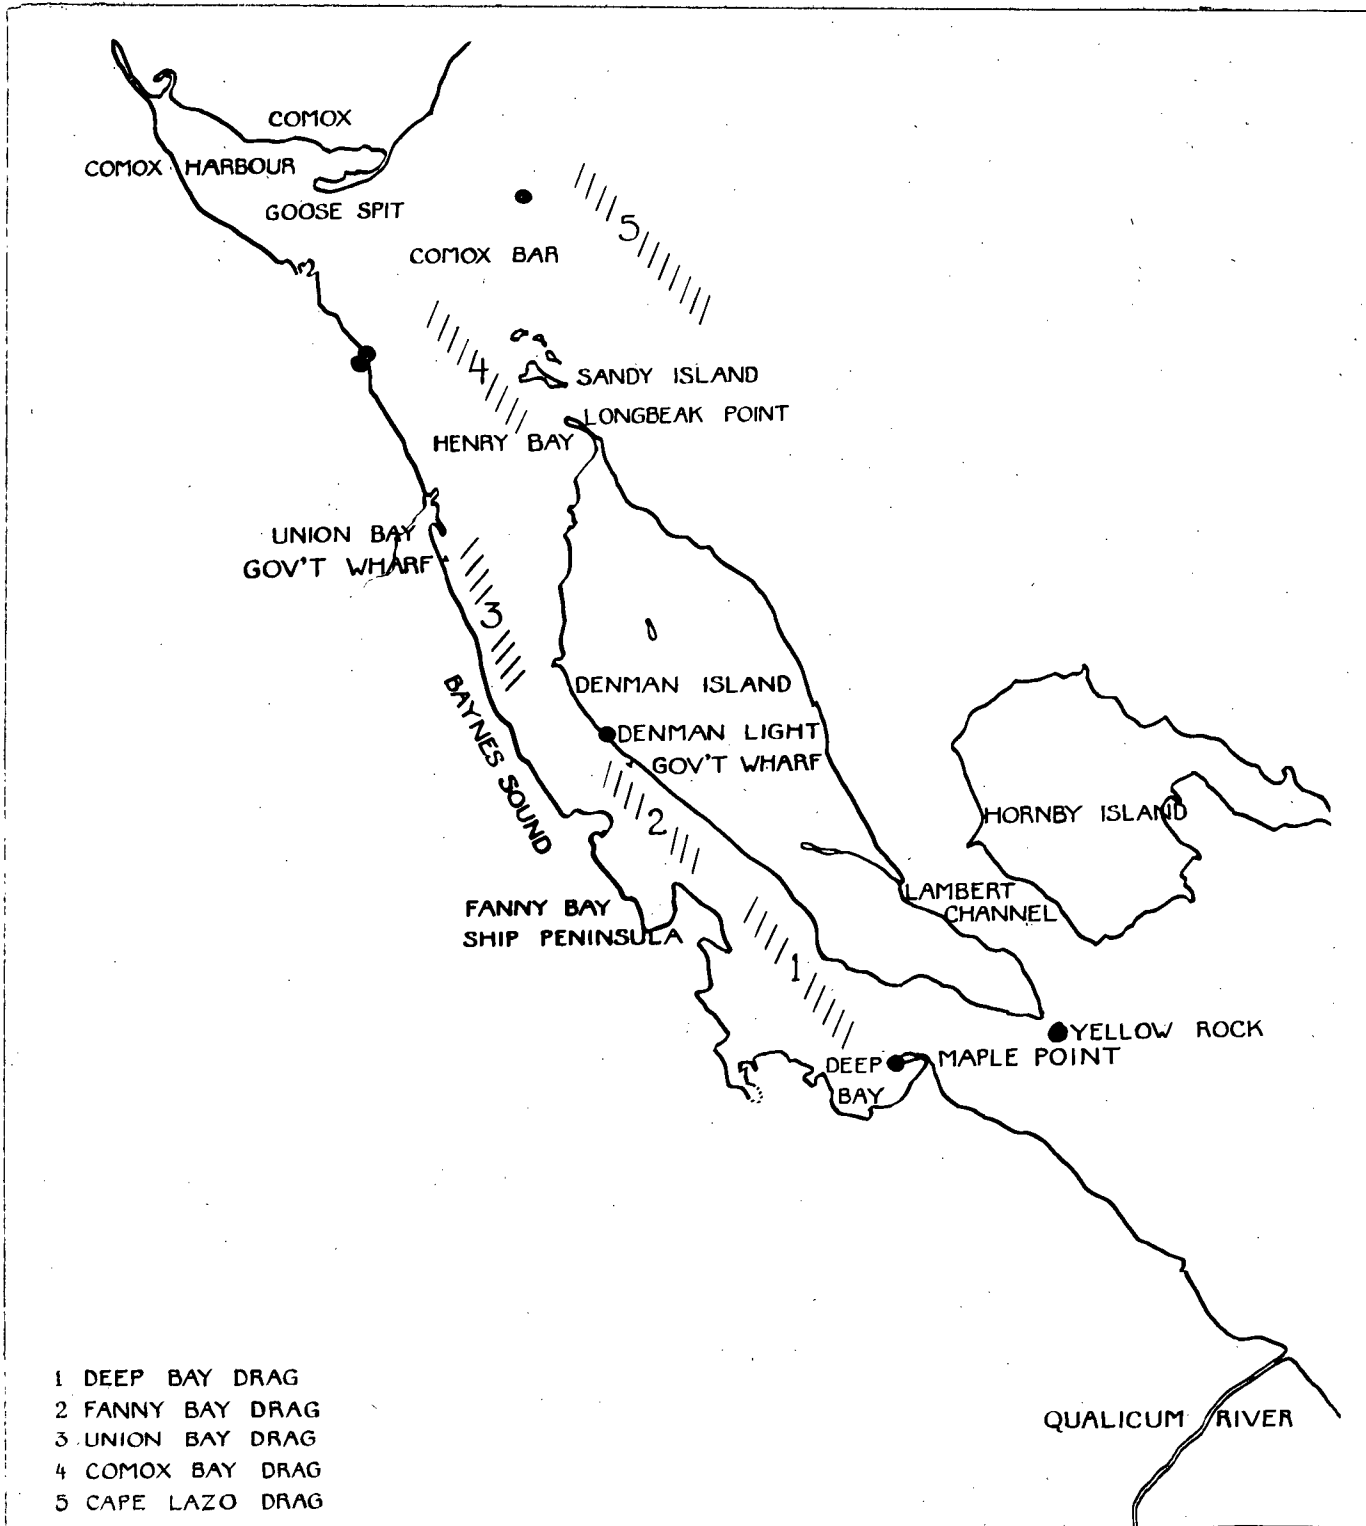 COMOX
COMOX HARBOUR
GOOSE SPIT
5
COMOX BAR
4
SANDY ISLAND
LONGBEAK POINT
HENRY BAY
UNION BAY
GOV'T WHARF
3
DENMAN ISLAND
BAYNES SOUND
DENMAN LIGHT
GOV'T WHARF
HORNBY ISLAND
2
LAMBERT
CHANNEL
FANNY BAY
SHIP PENINSULA
1
YELLOW ROCK
MAPLE POINT
DEEP
BAY
1 DEEP BAY DRAG
2 FANNY BAY DRAG
3 UNION BAY DRAG
4 COMOX BAY DRAG
5 CAPE LAZO DRAG
QUALICUM RIVER